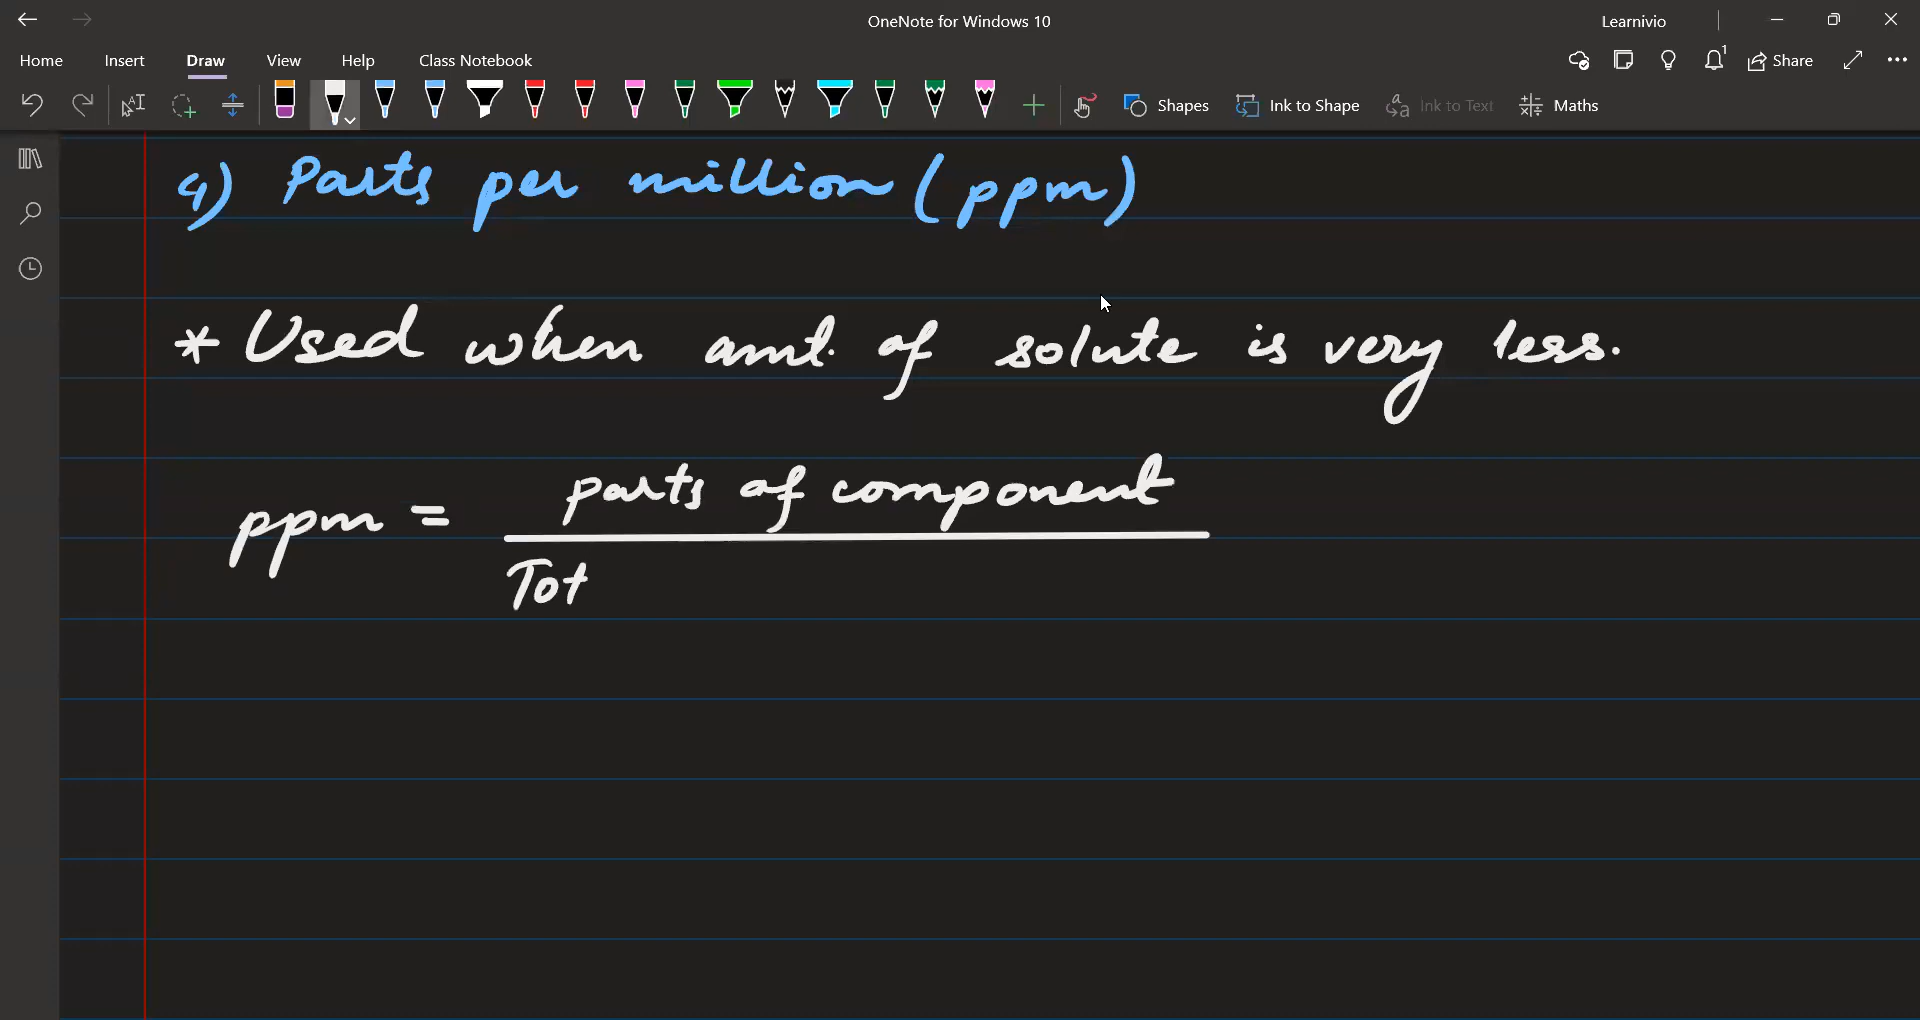 OneNote for Windows 10
Learnivio
Home Insert Draw View Help Class Notebook
1
Share
Shapes Ink to Shape Ink to Text Maths
4) Parts per million (ppm)
* Used when amt. of solute is very less.
parts of component
ppm =
Tot